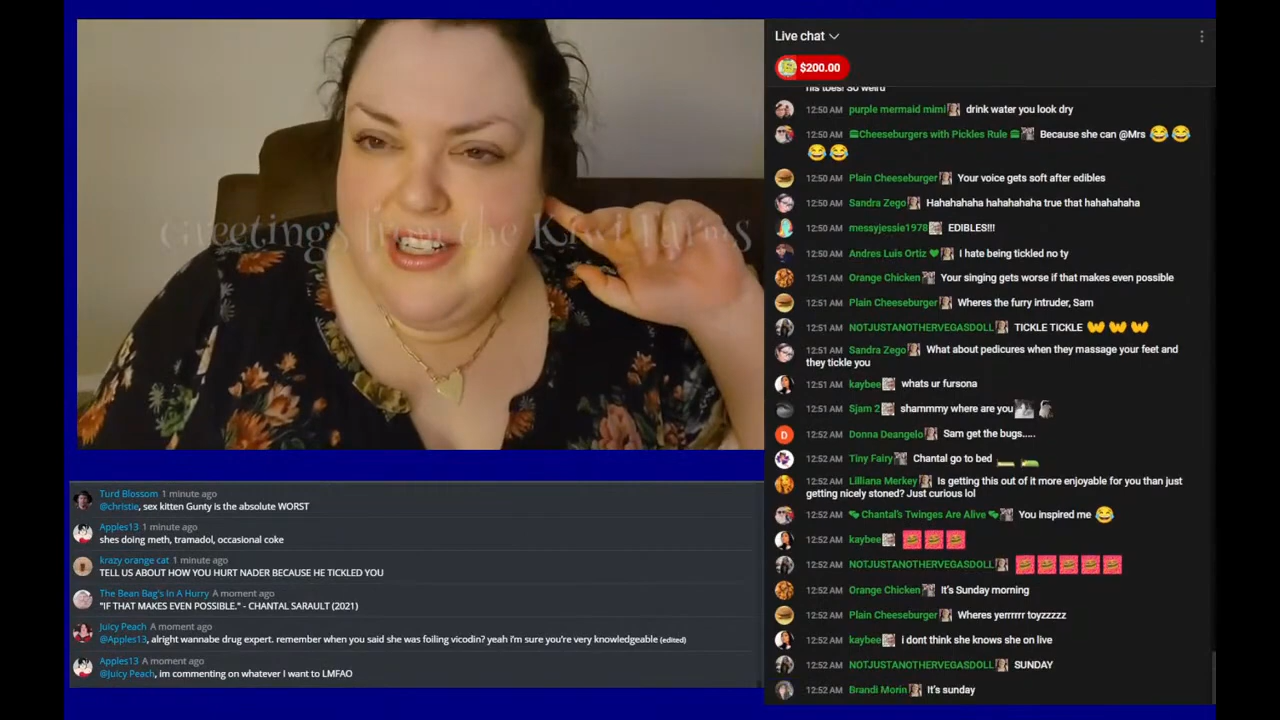 Live chat
$200.00
his toes! So weird
12:50 AM purple mermaid mimi drink water you look dry
12:50 AM Cheeseburgers with Pickles Rule Because she can @Mrs 😂😂
😂😂
12:50 AM Plain Cheeseburger Your voice gets soft after edibles
12:50 AM Sandra Zego Hahahahaha hahahahaha true that hahahahaha
12:50 AM messyjessie1978 EDIBLES!!!
12:50 AM Andres Luis Ortiz I hate being tickled no ty
12:51 AM Orange Chicken Your singing gets worse if that makes even possible
12:51 AM Plain Cheeseburger Wheres the furry intruder, Sam
12:51 AM NOTJUSTANOTHERVEGASDOLL TICKLE TICKLE
12:51 AM Sandra Zego What about pedicures when they massage your feet and
they tickle you
12:51 AM kaybee whats ur fursona
12:51 AM Sjam 2 shammmy where are you
12:52 AM Donna Deangelo Sam get the bugs.....
12:52 AM Tiny Fairy Chantal go to bed
12:52 AM Lilliana Merkey Is getting this out of it more enjoyable for you than just
getting nicely stoned? Just curious lol
12:52 AM Chantal's Twinges Are Alive You inspired me 😂
12:52 AM kaybee
12:52 AM NOTJUSTANOTHERVEGASDOLL
12:52 AM Orange Chicken It's Sunday morning
12:52 AM Plain Cheeseburger Wheres yerrrrrr toyzzzzz
12:52 AM kaybee i dont think she knows she on live
12:52 AM NOTJUSTANOTHERVEGASDOLL SUNDAY
12:52 AM Brandi Morin It's sunday
Greetings from the Kiwi Farms
Turd Blossom 1 minute ago
@christie, sex kitten Gunty is the absolute WORST
Apples13 1 minute ago
shes doing meth, tramadol, occasional coke
krazy orange cat 1 minute ago
TELL US ABOUT HOW YOU HURT NADER BECAUSE HE TICKLED YOU
The Bean Bag's In A Hurry A moment ago
"IF THAT MAKES EVEN POSSIBLE." - CHANTAL SARAULT (2021)
Juicy Peach A moment ago
@Apples13, alright wannabe drug expert. remember when you said she was foiling vicodin? yeah i'm sure you're very knowledgeable (edited)
Apples13 A moment ago
@Juicy Peach, im commenting on whatever I want to LMFAO